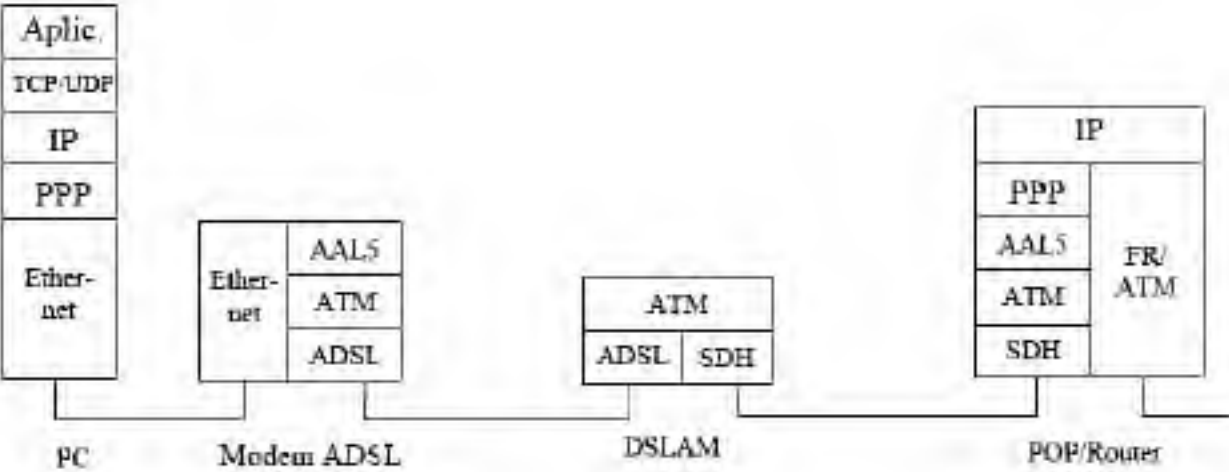 Aplic.
TCP/UDP
IP
PPP
Ether-
net
PC
Ether-
net
AAL5
ATM
ADSL
Modem ADSL
ATM
ADSL
SDH
DSLAM
IP
PPP
AAL5
ATM
SDH
FR/
ATM
POP/Router